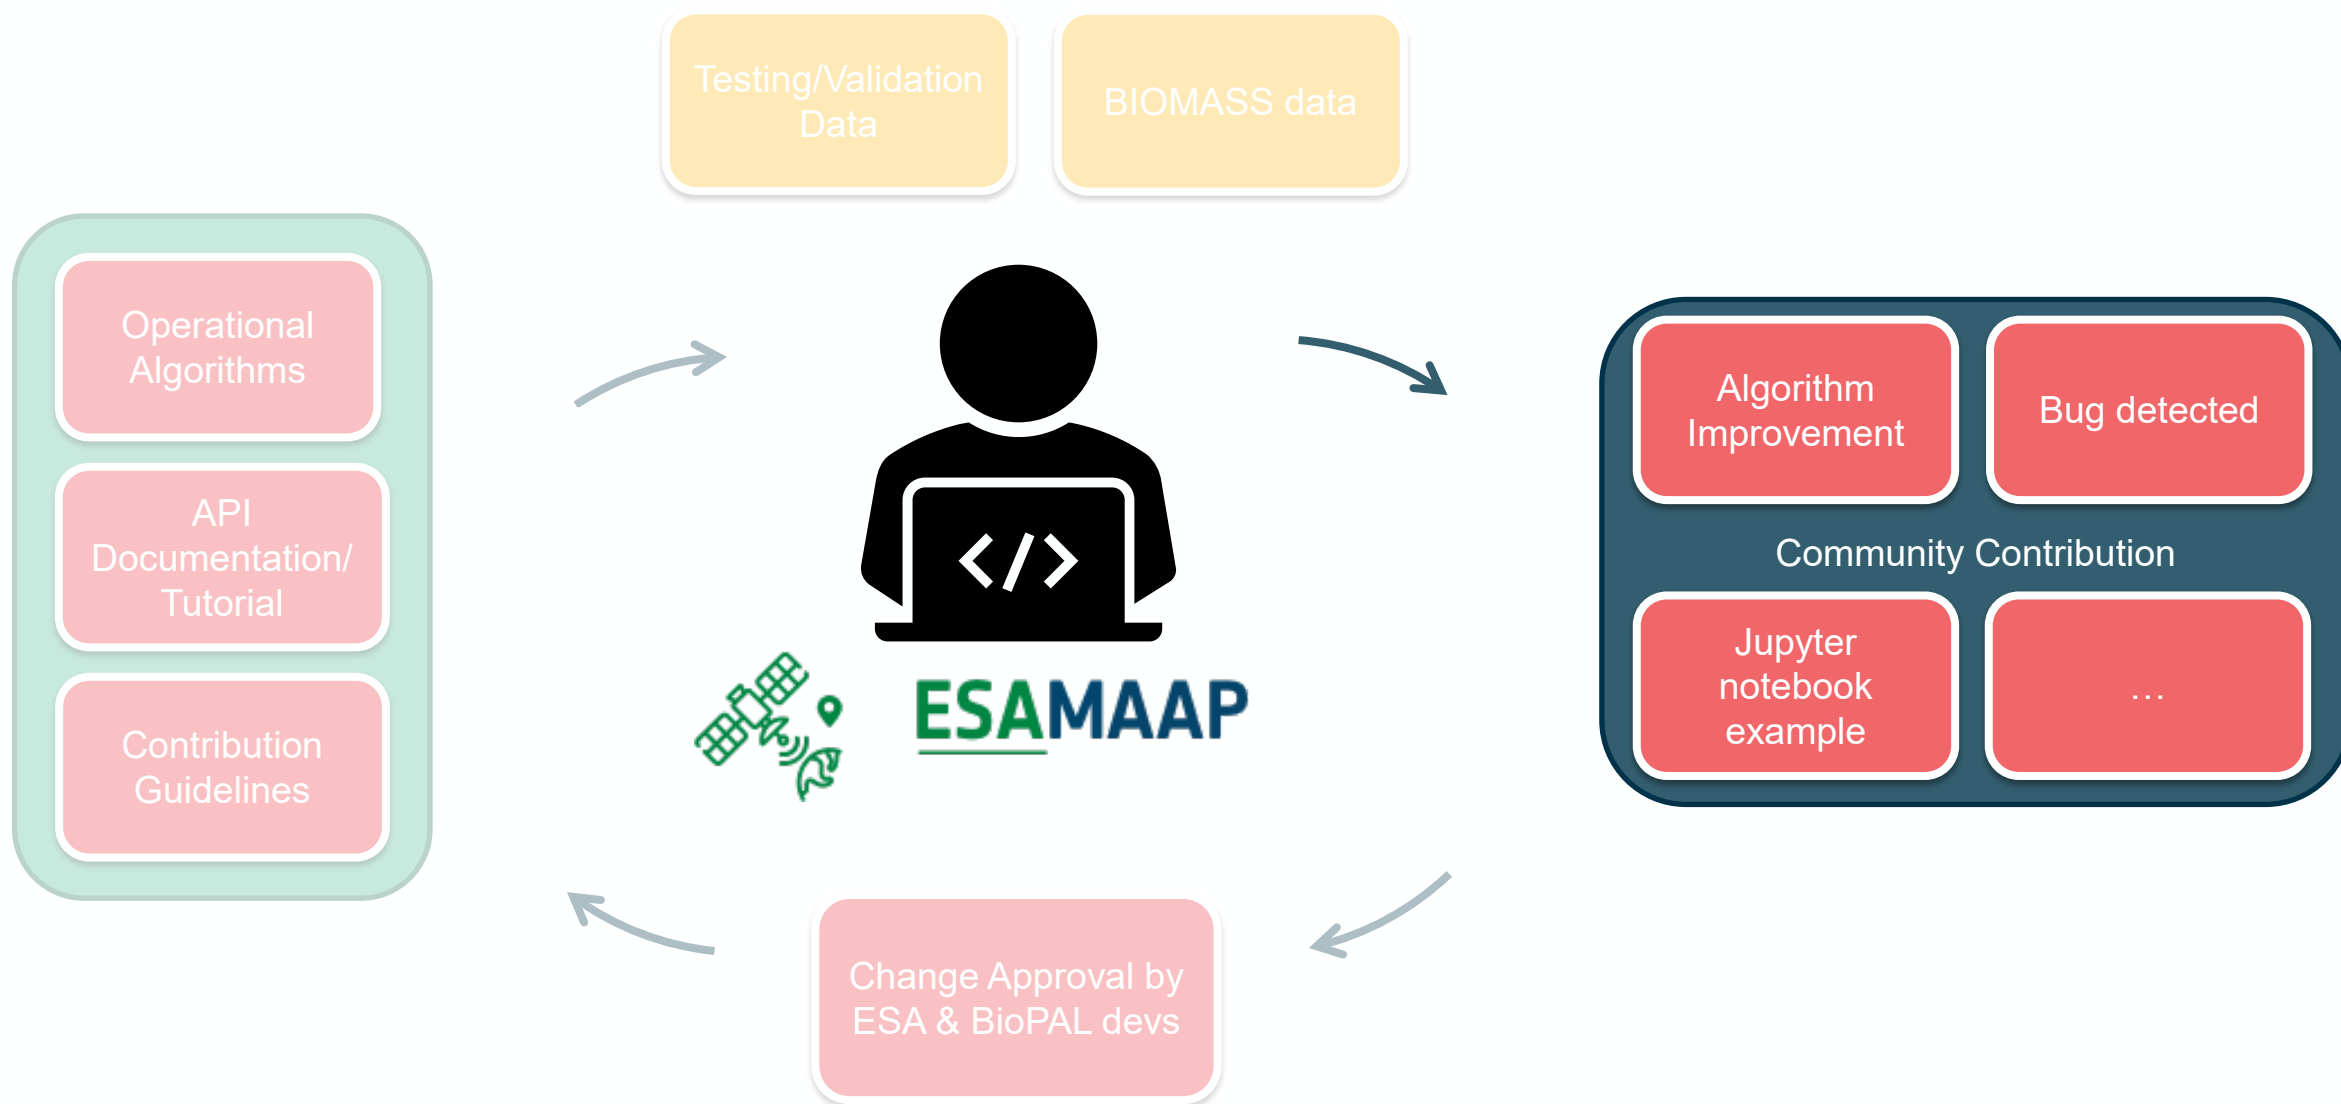 Testing/Validation
Data
BIOMASS data
Operational
Algorithms
API
Documentation/
Tutorial
Contribution
Guidelines
</>
ESAMAAP
Algorithm
Improvement
Bug detected
Community Contribution
Jupyter
notebook
example
...
Change Approval by
ESA & BioPAL devs